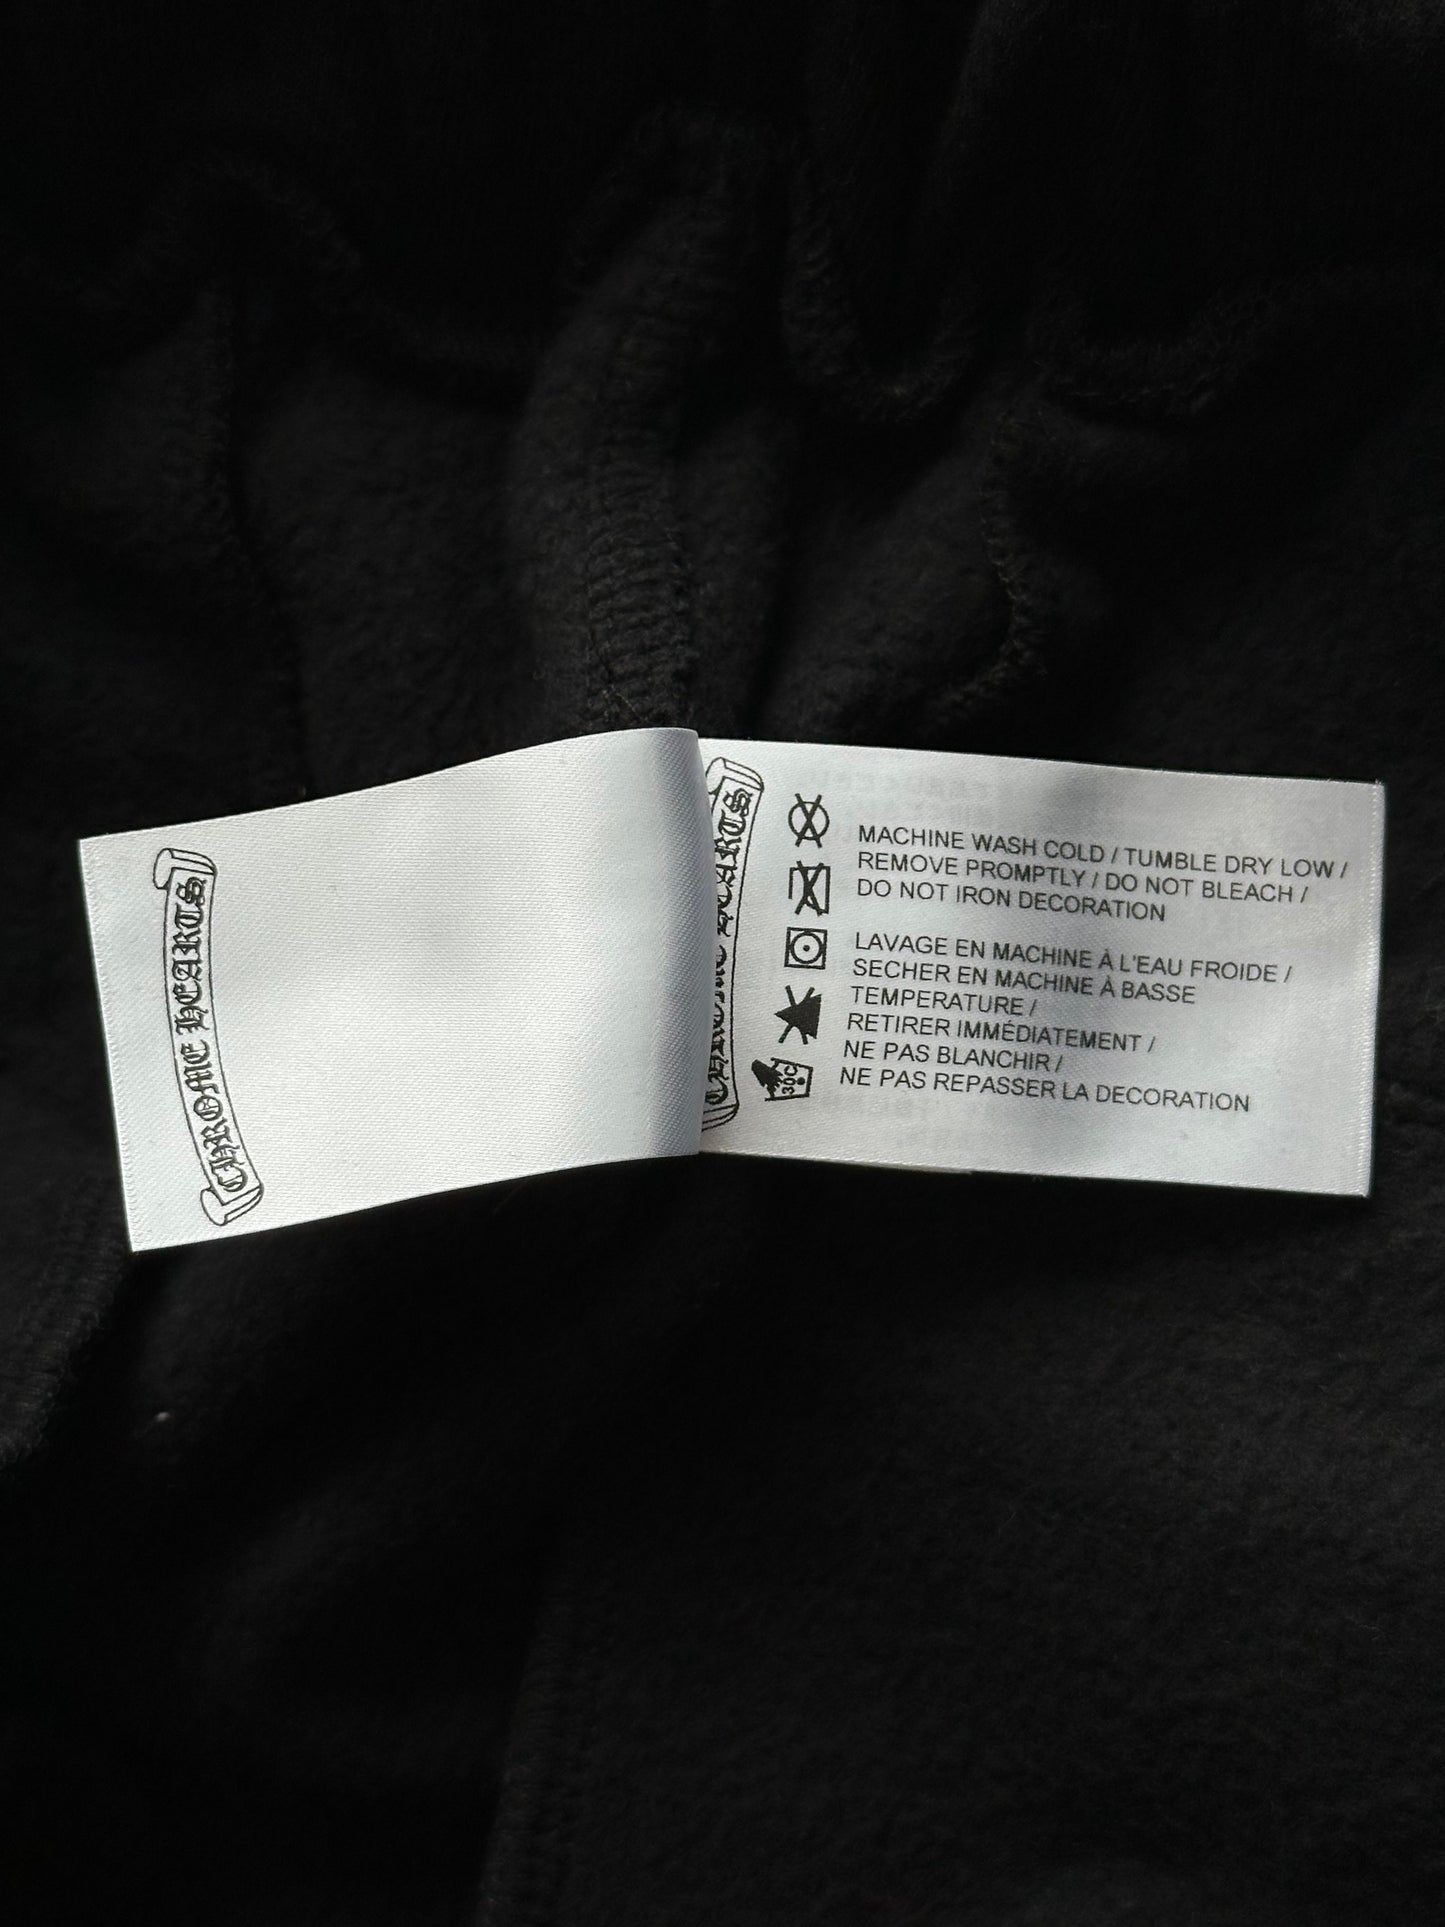 CHROME HEARTS
CHROME HEARTS
MACHINE WASH COLD / TUMBLE DRY LOW /
REMOVE PROMPTLY / DO NOT BLEACH /
DO NOT IRON DECORATION
LAVAGE EN MACHINE À L'EAU FROIDE /
SECHER EN MACHINE À BASSE
TEMPERATURE /
RETIRER IMMÉDIATEMENT /
NE PAS BLANCHIR /
NE PAS REPASSER LA DECORATION
30C